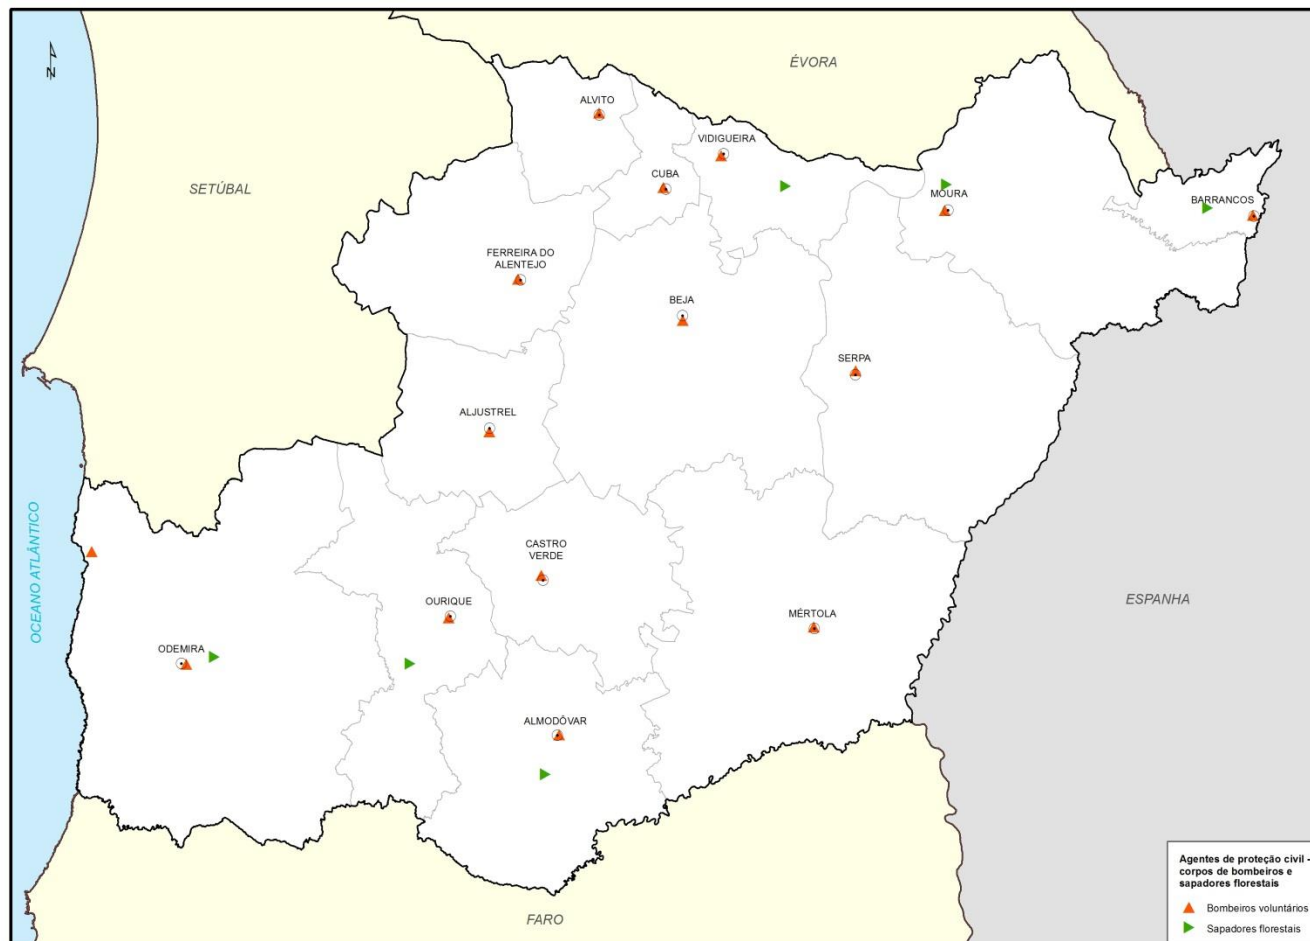 N
ÉVORA
ALVITO
VIDIGUEIRA
CUBA
SETÚBAL
MOURA
BARRANCOS
FERREIRA DO
ALENTEJO
BEJA
SERPA
ALJUSTREL
OCEANO ATLÂNTICO
CASTRO
VERDE
OURIQUE
MÉRTOLA
ESPANHA
ODEMIRA
ALMODÔVAR
FARO
Agentes de proteção civil -
corpos de bombeiros e
sapadores florestais
Bombeiros voluntários
Sapadores florestais